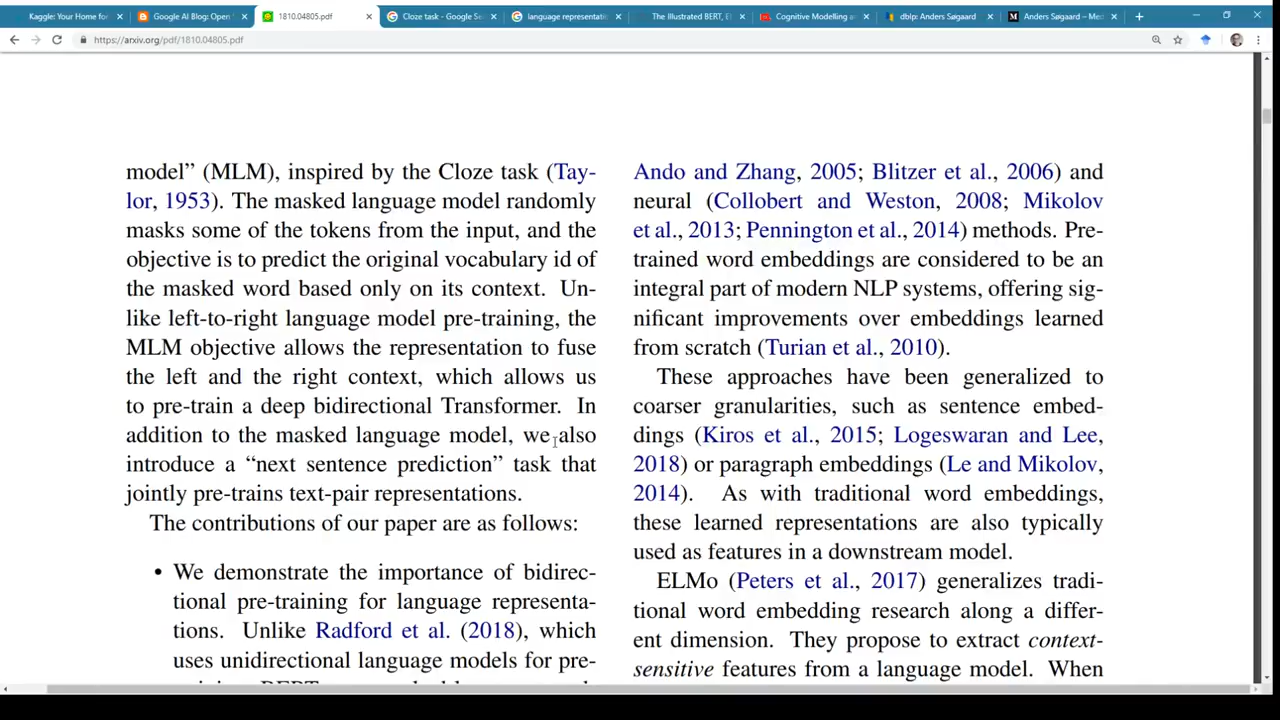 Kaggle: Your Home for
Google AI Blog: Open
1810.04805.pdf
Cloze task - Google Se
language representatio
The Illustrated BERT, E
Cognitive Modelling a
dblp: Anders Søgaard
Anders Søgaard – Me
https://arxiv.org/pdf/1810.04805.pdf
model” (MLM), inspired by the Cloze task (Tay-
lor, 1953). The masked language model randomly
masks some of the tokens from the input, and the
objective is to predict the original vocabulary id of
the masked word based only on its context. Un-
like left-to-right language model pre-training, the
MLM objective allows the representation to fuse
the left and the right context, which allows us
to pre-train a deep bidirectional Transformer. In
addition to the masked language model, we also
introduce a “next sentence prediction” task that
jointly pre-trains text-pair representations.
The contributions of our paper are as follows:
• We demonstrate the importance of bidirec-
tional pre-training for language representa-
tions. Unlike Radford et al. (2018), which
uses unidirectional language models for pre-
Ando and Zhang, 2005; Blitzer et al., 2006) and
neural (Collobert and Weston, 2008; Mikolov
et al., 2013; Pennington et al., 2014) methods. Pre-
trained word embeddings are considered to be an
integral part of modern NLP systems, offering sig-
nificant improvements over embeddings learned
from scratch (Turian et al., 2010).
These approaches have been generalized to
coarser granularities, such as sentence embed-
dings (Kiros et al., 2015; Logeswaran and Lee,
2018) or paragraph embeddings (Le and Mikolov,
2014). As with traditional word embeddings,
these learned representations are also typically
used as features in a downstream model.
ELMo (Peters et al., 2017) generalizes tradi-
tional word embedding research along a differ-
ent dimension. They propose to extract context-
sensitive features from a language model. When